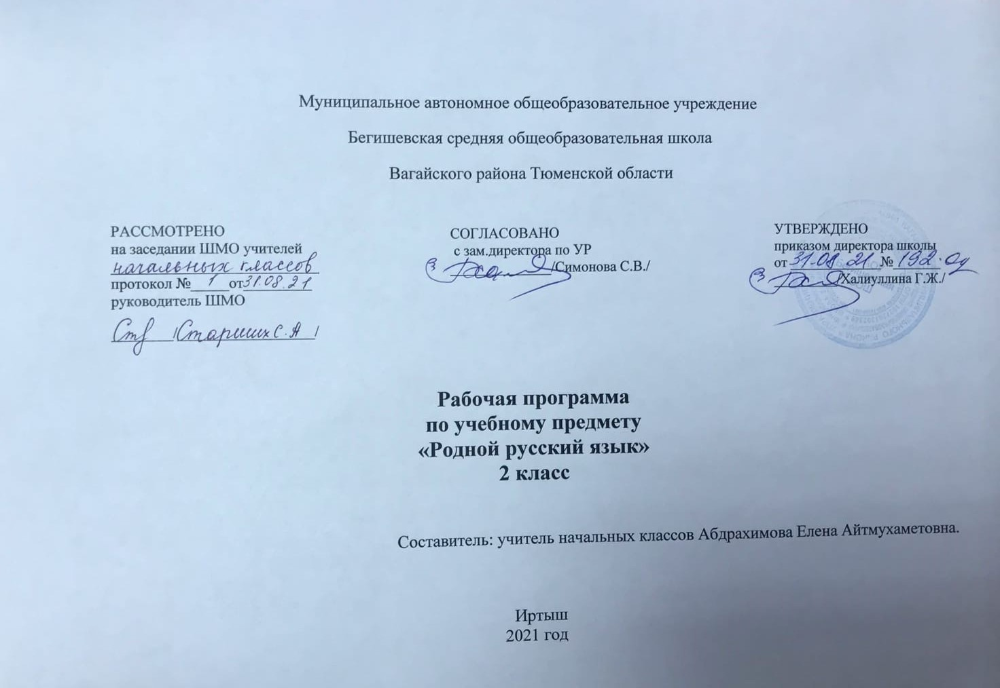 Муниципальное автономное общеобразовательное учреждение
Бегишевская средняя общеобразовательная школа
Вагайского района Тюменской области
РАССМОТРЕНО
на заседании ШМО учителей
начальных классов
протокол № 1 от 31.08.21
руководитель ШМО
/Старших С.А/
СОГЛАСОВАНО
с зам.директора по УР
/Симонова С.В./
УТВЕРЖДЕНО
приказом директора школы
от 31.08.21 № 192-од
/Халиуллина Г.Ж./
Рабочая программа
по учебному предмету
«Родной русский язык»
2 класс
Составитель: учитель начальных классов Абдрахимова Елена Айтмухаметовна.
Иртыш
2021 год